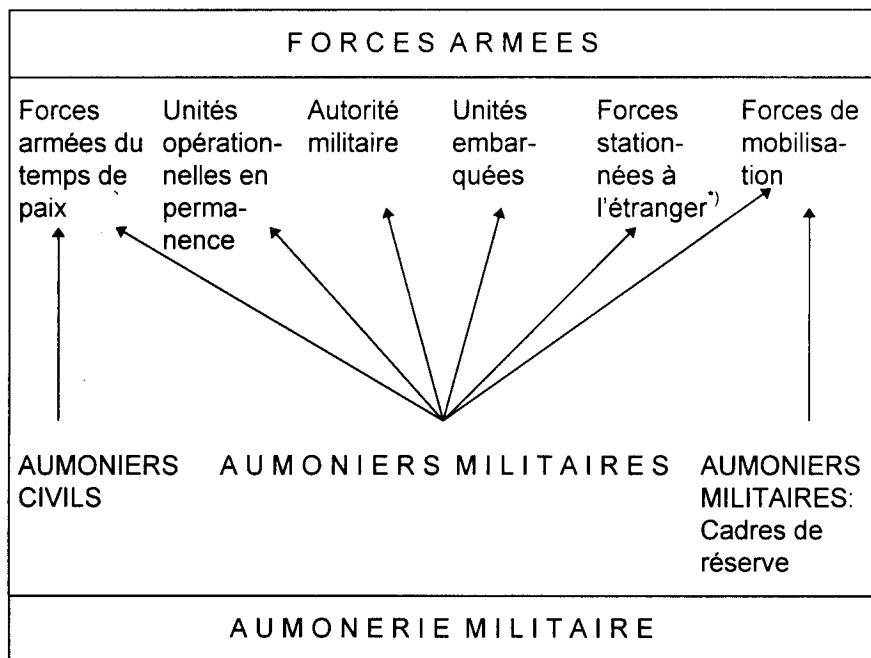 FORCES ARMEES
Forces
armées du
temps de
paix
Unités
opération-
nelles en
perma-
nence
Autorité
militaire
Unités
embar-
quées
Forces
station-
nées à
l'étranger*)
Forces de
mobilisa-
tion
AUMONIERS
CIVILS
AUMONIERS MILITAIRES
AUMONIERS
MILITAIRES:
Cadres de
réserve
AUMONERIE MILITAIRE